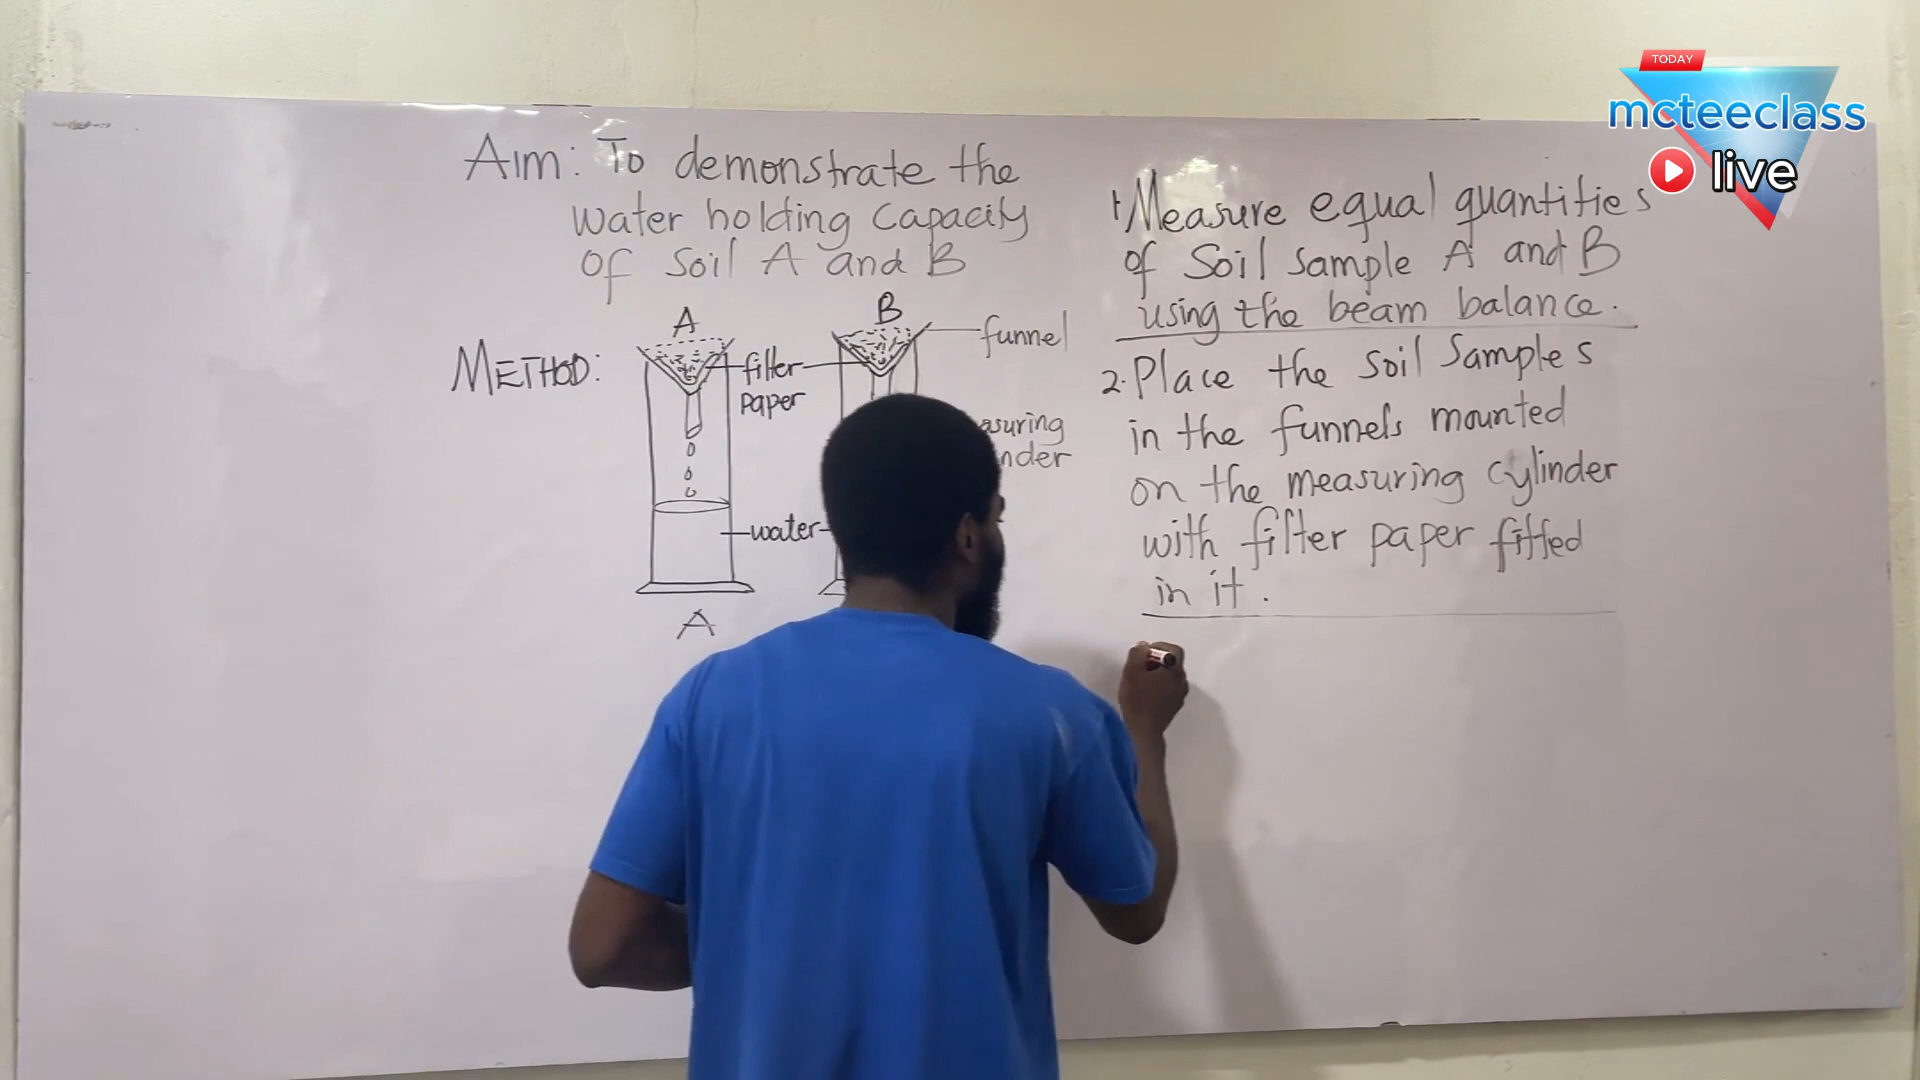 TODAY
mcteeclass
live
Aim: To demonstrate the
water holding capacity
of soil A and B
METHOD:
A
B
funnel
filter
paper
asuring
nder
water
A
1 Measure equal quantities
of Soil sample A and B
using the beam balance.
2. Place the soil samples
in the funnels mounted
on the measuring cylinder
with filter paper fitted
in it.